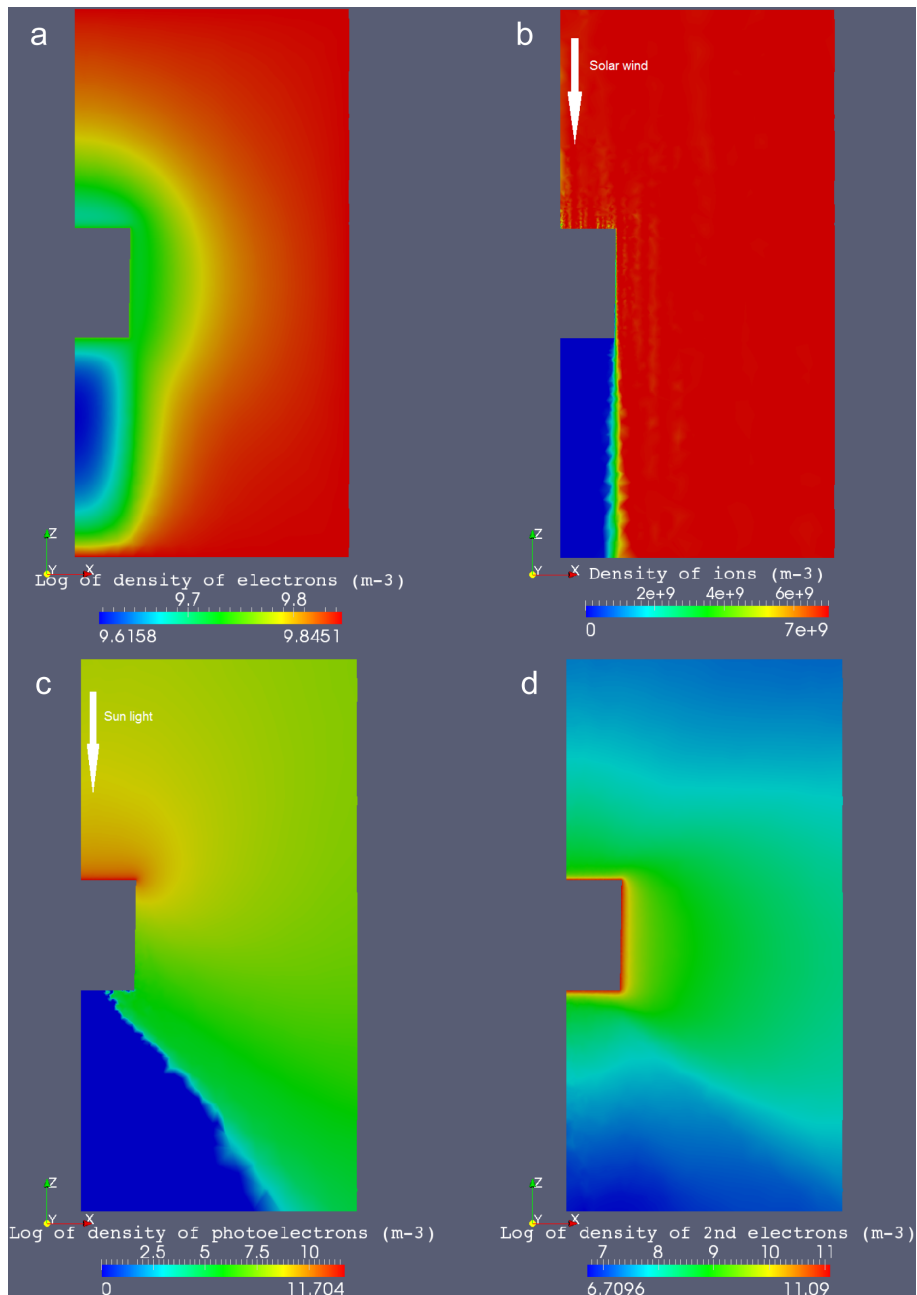 a
b
Solar wind
Z
Y X
Log of density of electrons (m-3)
9.7 9.8
9.6158 9.8451
Z
Y X
Density of ions (m-3)
2e+9 4e+9 6e+9
0 7e+9
c
d
Sun light
Z
Y X
Log of density of photoelectrons (m-3)
2.5 5 7.5 10
0 11.704
Z
Y X
Log of density of 2nd electrons (m-3)
7 8 9 10 11
6.7096 11.09